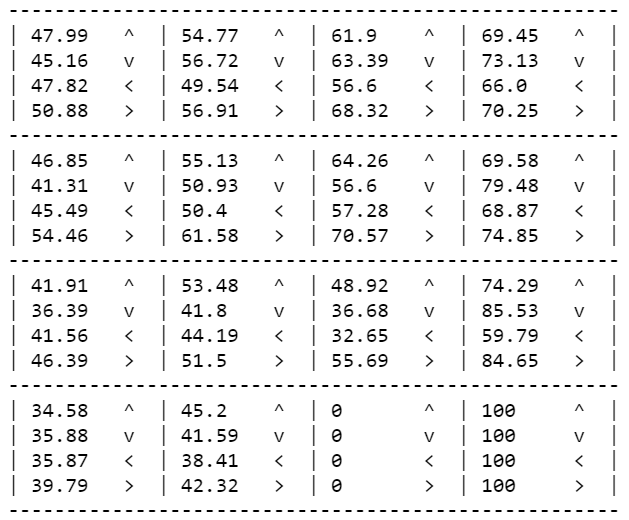 -----------------------------------------------------
| 47.99 ^ | 54.77 ^ | 61.9 ^ | 69.45 ^ |
| 45.16 v | 56.72 v | 63.39 v | 73.13 v |
| 47.82 < | 49.54 < | 56.6 < | 66.0 < |
| 50.88 > | 56.91 > | 68.32 > | 70.25 > |
-----------------------------------------------------
| 46.85 ^ | 55.13 ^ | 64.26 ^ | 69.58 ^ |
| 41.31 v | 50.93 v | 56.6 v | 79.48 v |
| 45.49 < | 50.4 < | 57.28 < | 68.87 < |
| 54.46 > | 61.58 > | 70.57 > | 74.85 > |
-----------------------------------------------------
| 41.91 ^ | 53.48 ^ | 48.92 ^ | 74.29 ^ |
| 36.39 v | 41.8 v | 36.68 v | 85.53 v |
| 41.56 < | 44.19 < | 32.65 < | 59.79 < |
| 46.39 > | 51.5 > | 55.69 > | 84.65 > |
-----------------------------------------------------
| 34.58 ^ | 45.2 ^ | 0 ^ | 100 ^ |
| 35.88 v | 41.59 v | 0 v | 100 v |
| 35.87 < | 38.41 < | 0 < | 100 < |
| 39.79 > | 42.32 > | 0 > | 100 > |
-----------------------------------------------------